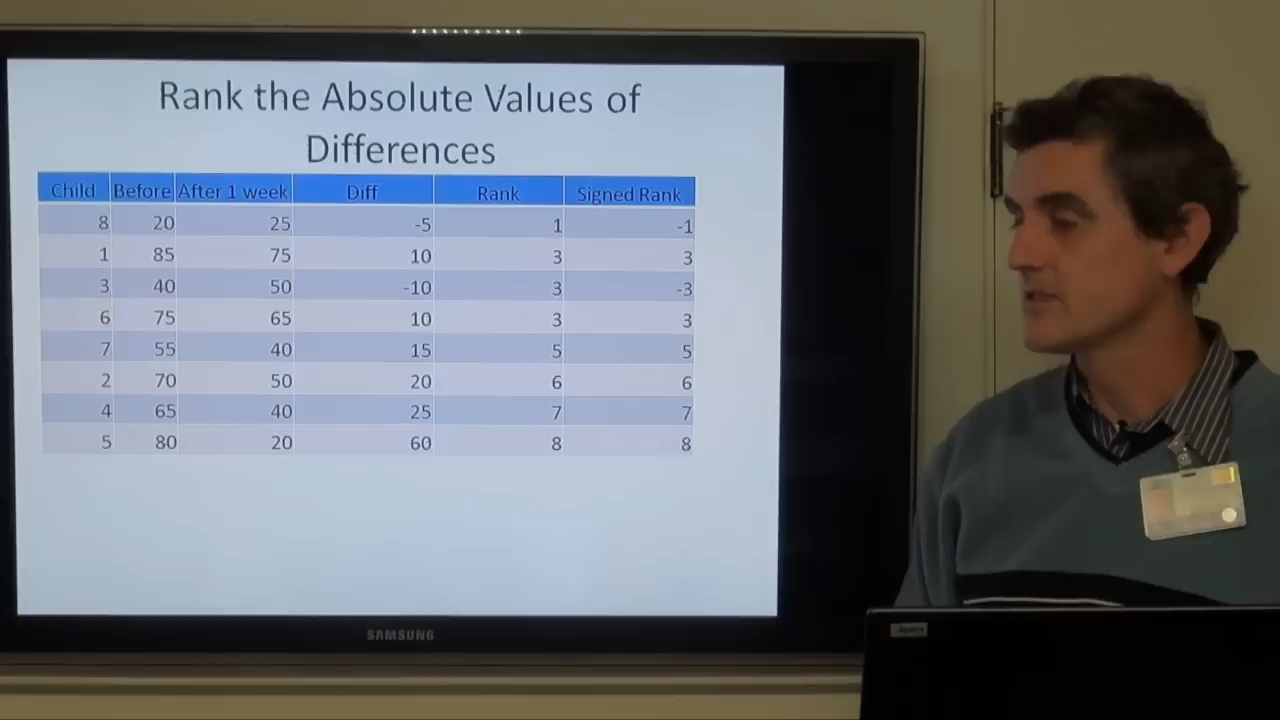 Rank the Absolute Values of
Differences
Child Before After 1 week Diff Rank Signed Rank
8 20 25 -5 1 -1
1 85 75 10 3 3
3 40 50 -10 3 -3
6 75 65 10 3 3
7 55 40 15 5 5
2 70 50 20 6 6
4 65 40 25 7 7
5 80 20 60 8 8
SAMSUNG